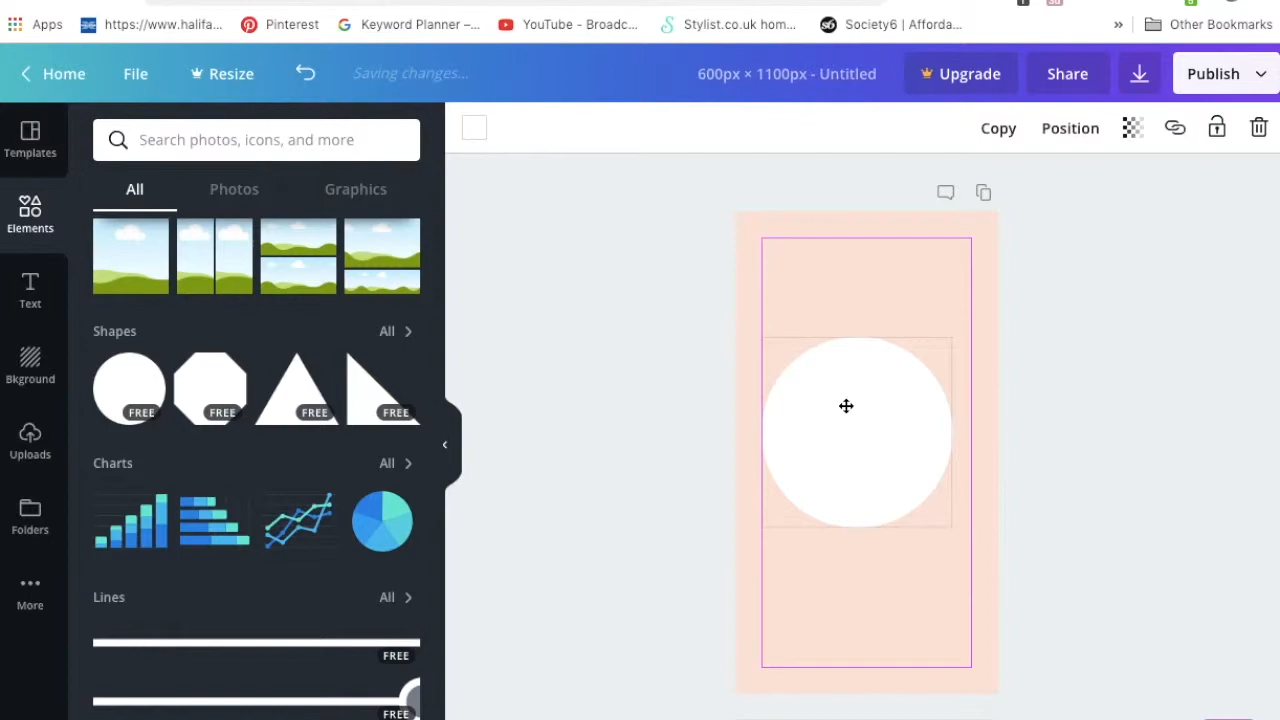 Apps https://www.halifa... Pinterest Keyword Planner –... YouTube - Broadc... Stylist.co.uk hom... Society6 | Afforda... » Other Bookmarks
Home File Resize Saving changes... 600px × 1100px - Untitled Upgrade Share Publish
Templates
Elements
Text
Bkground
Uploads
Folders
More
Search photos, icons, and more
All Photos Graphics
Shapes All
FREE FREE FREE FREE
Charts All
Lines All
FREE
FREE
Copy Position